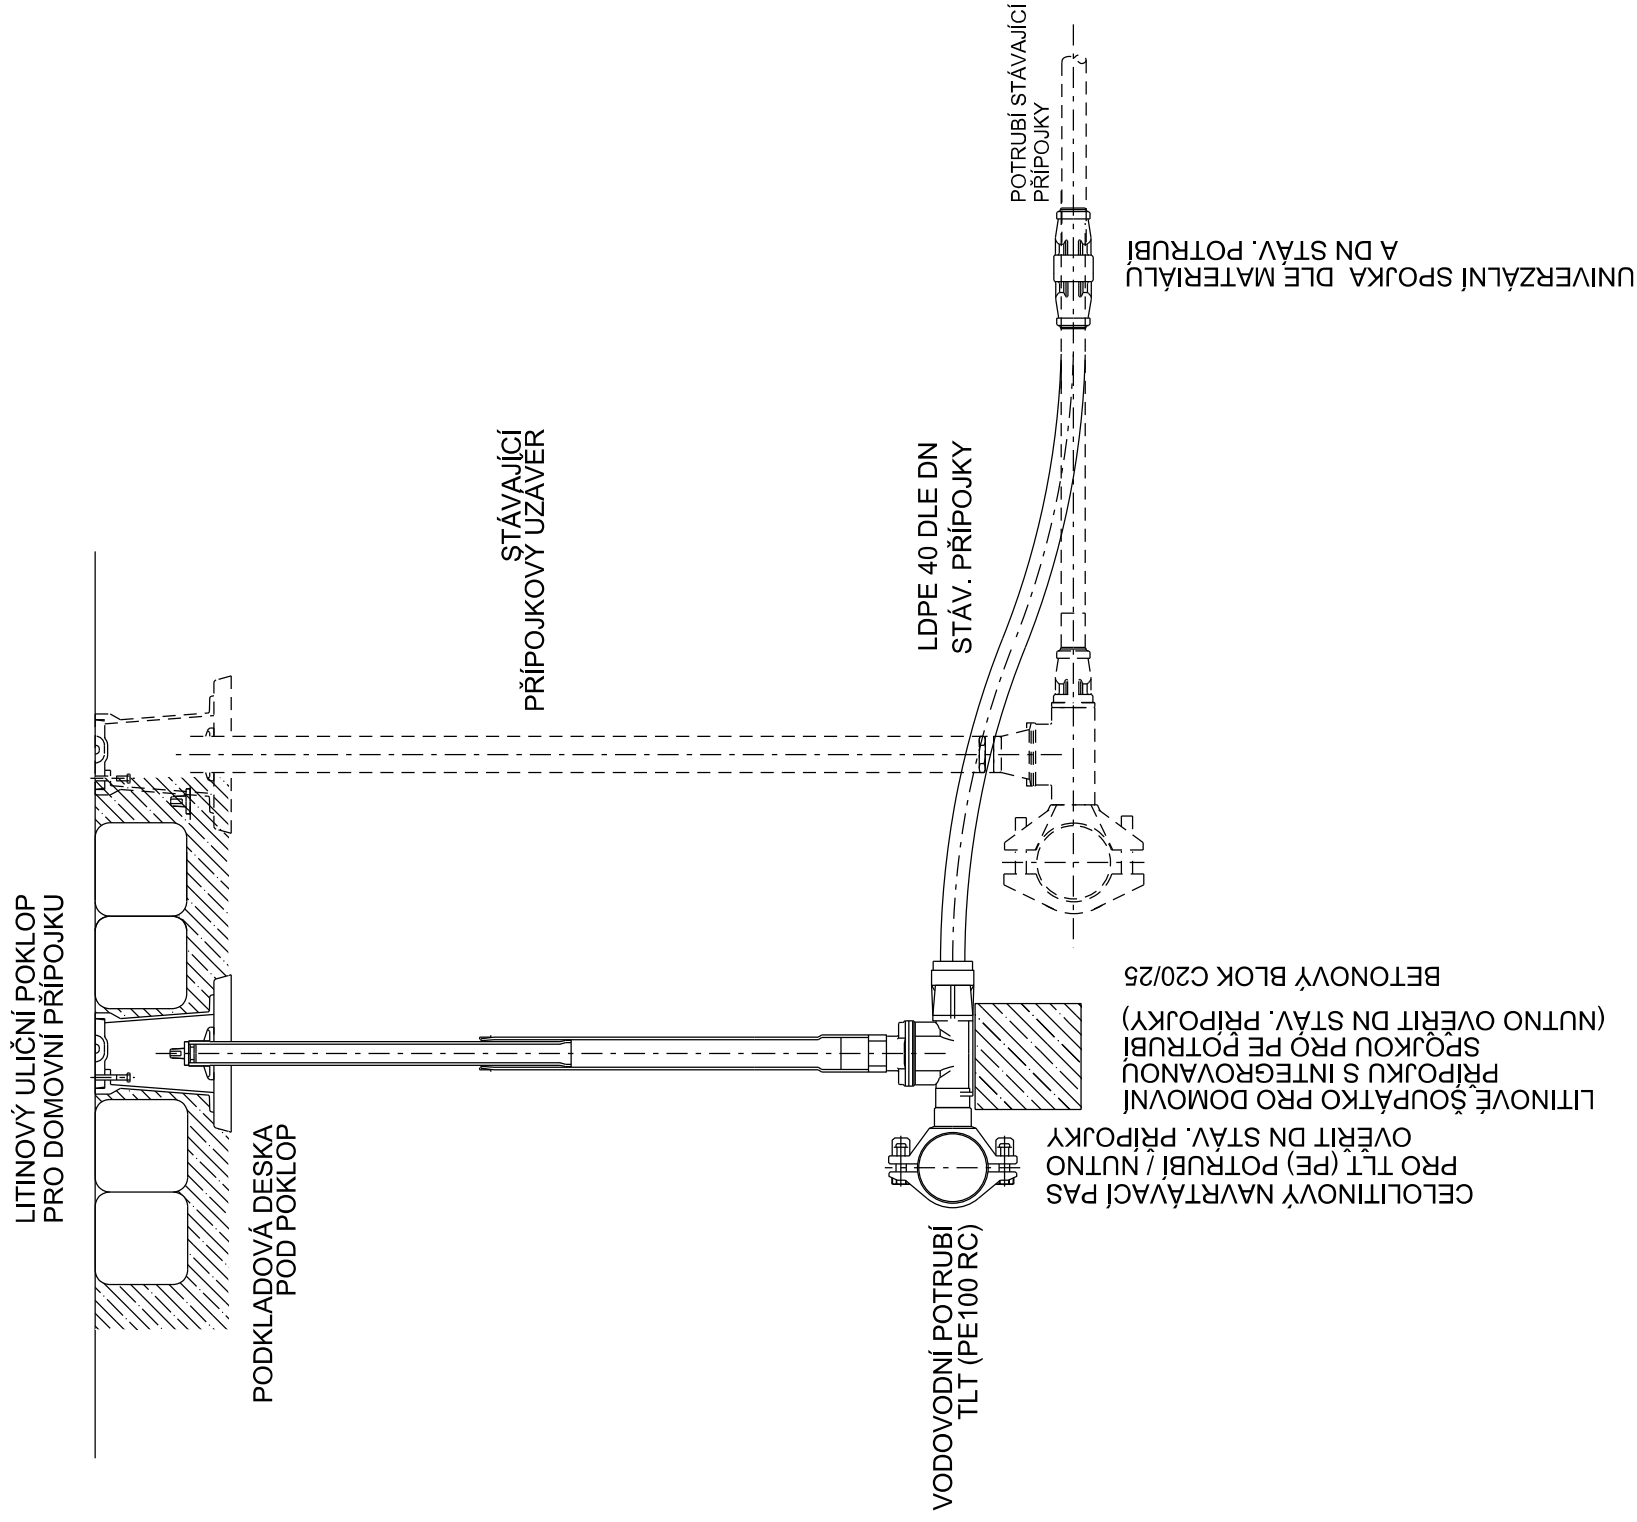 LITINOVÝ ULIČNÍ POKLOP
PRO DOMOVNÍ PŘÍPOJKU
PODKLADOVÁ DESKA
POD POKLOP
STÁVAJÍCÍ
PŘÍPOJKOVÝ UZÁVĚR
LDPE 40 DLE DN
STÁV. PŘÍPOJKY
POTRUBÍ STÁVAJÍCÍ
PŘÍPOJKY
VODOVODNÍ POTRUBÍ
TLT (PE100 RC)
UNIVERZÁLNÍ SPOJKA DLE MATERIÁLU
A DN STÁV. POTRUBÍ
CELOLITINOVÝ NAVRTÁVACÍ PAS
PRO TLT (PE) POTRUBÍ / NUTNO
OVĚŘIT DN STÁV. PŘÍPOJKY
LITINOVÉ ŠOUPÁTKO PRO DOMOVNÍ
PŘÍPOJKU S INTEGROVANOU
SPOJKOU PRO PE POTRUBÍ
(NUTNO OVĚŘIT DN STÁV. PŘÍPOJKY)
BETONOVÝ BLOK C20/25